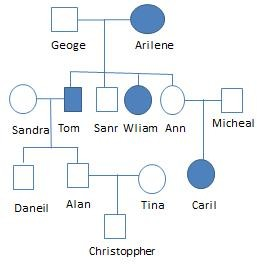 Geoge
Arilene
Sandra
Tom
Sanr
Wliam
Ann
Micheal
Daneil
Alan
Tina
Caril
Christoppher